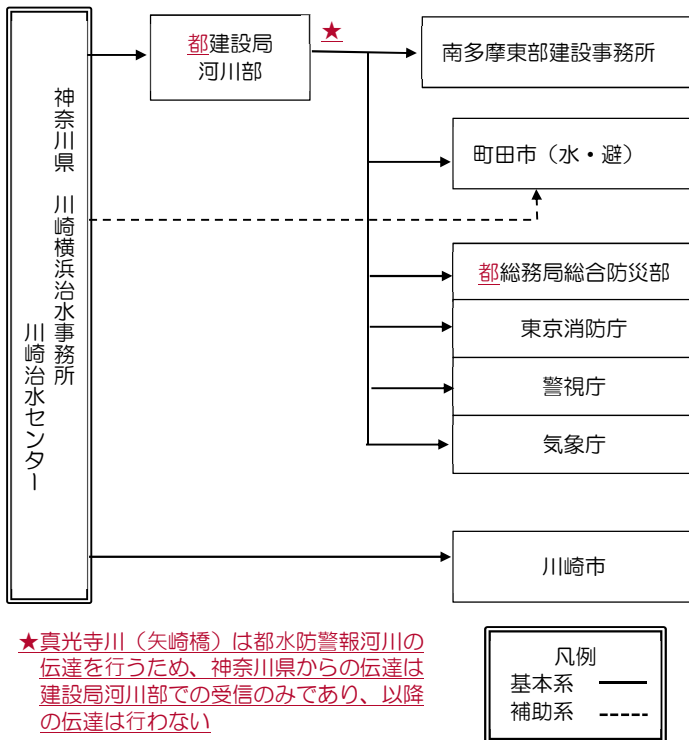 神奈川県 川崎横浜治水事務所
川崎治水センター
都建設局
河川部
★
南多摩東部建設事務所
町田市（水・避）
都総務局総合防災部
東京消防庁
警視庁
気象庁
川崎市
★真光寺川（矢崎橋）は都水防警報河川の
伝達を行うため、神奈川県からの伝達は
建設局河川部での受信のみであり、以降
の伝達は行わない
凡例
基本系
補助系